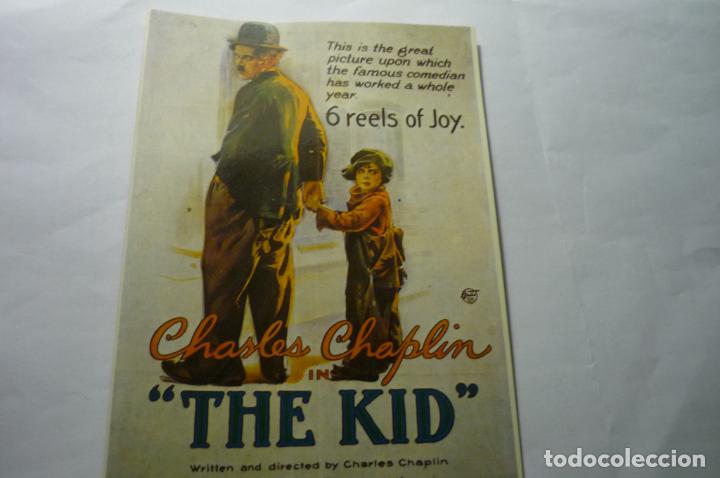 This is the great
picture upon which
the famous comedian
has worked a whole
year.
6 reels of Joy.
Charles Chaplin
IN
"THE KID"
Written and directed by Charles Chaplin
todocoleccion